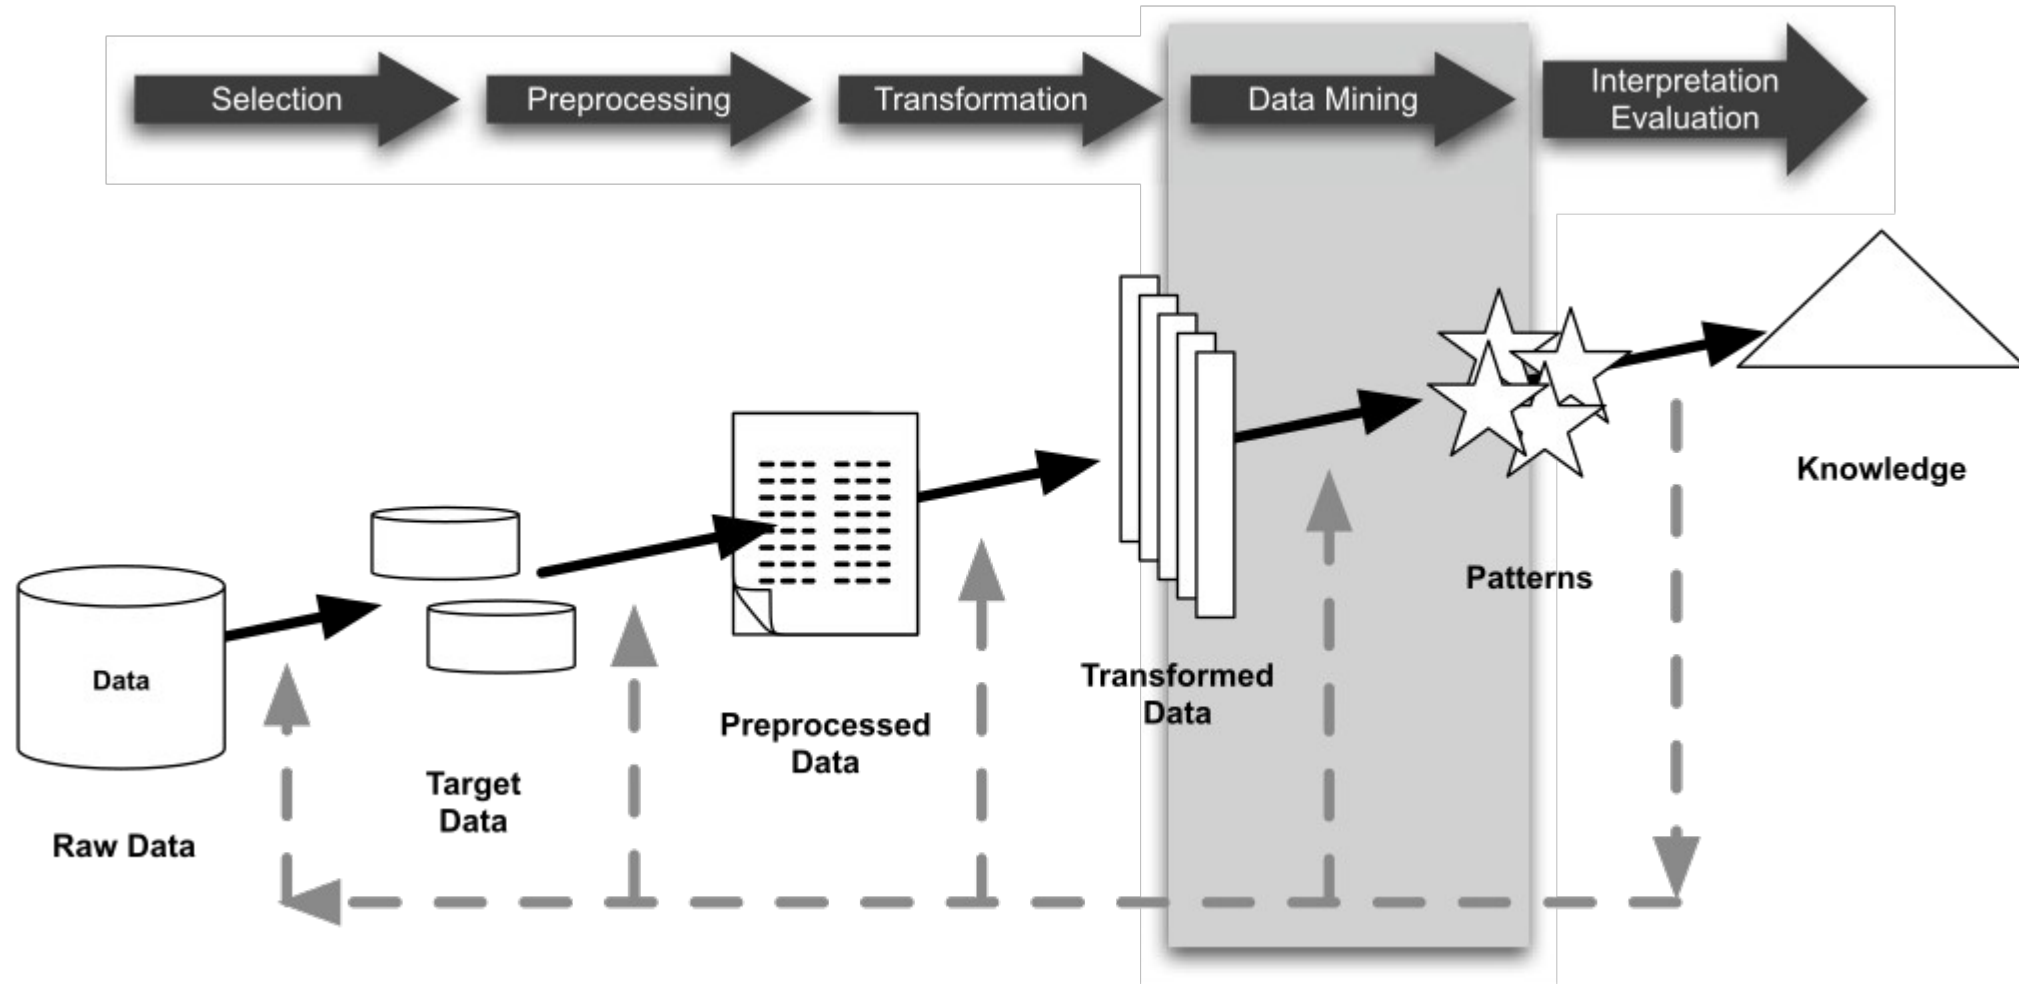 Selection
Preprocessing
Transformation
Data Mining
Interpretation
Evaluation
Data
Raw Data
Target
Data
Preprocessed
Data
Transformed
Data
Patterns
Knowledge